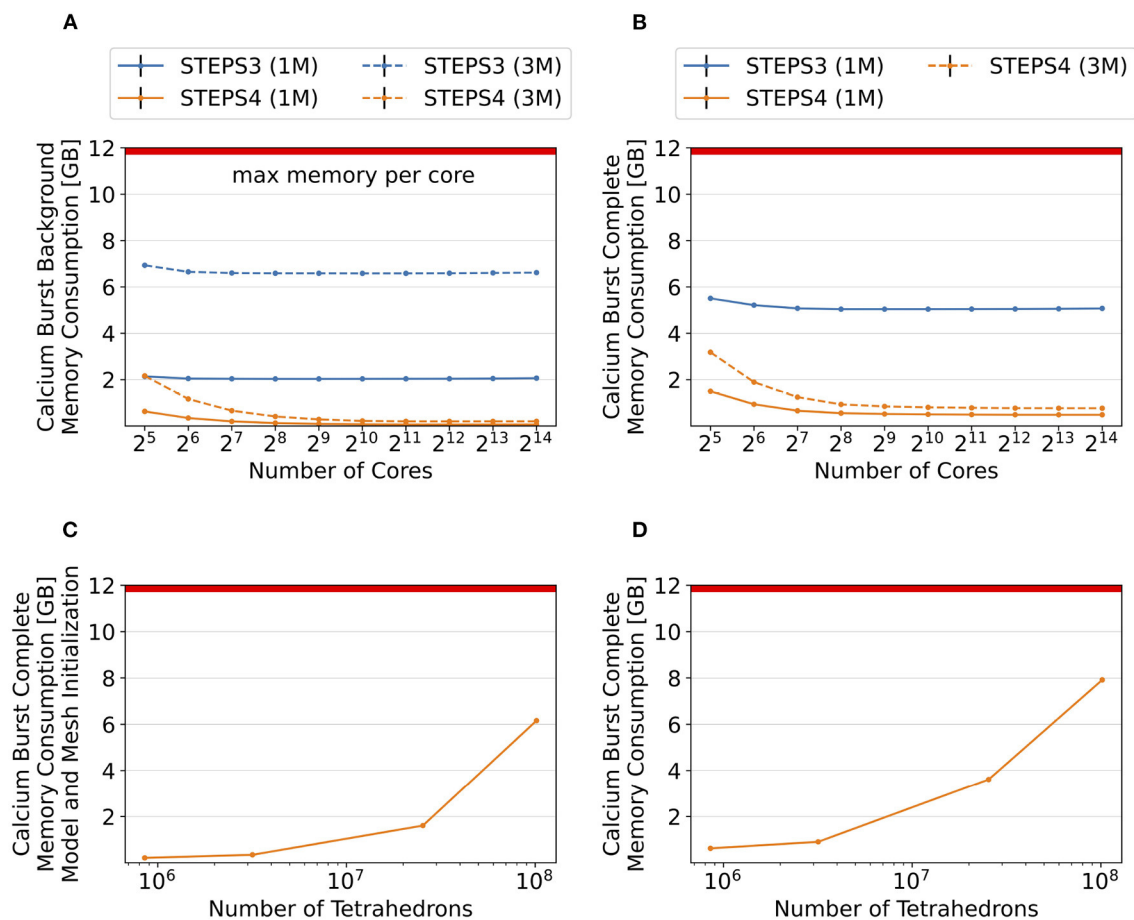 A
STEPS3 (1M)
STEPS3 (3M)
STEPS4 (1M)
STEPS4 (3M)
Calcium Burst Background
Memory Consumption [GB]
12
10
8
6
4
2
max memory per core
2^5 2^6 2^7 2^8 2^9 2^10 2^11 2^12 2^13 2^14
Number of Cores
B
STEPS3 (1M)
STEPS4 (3M)
STEPS4 (1M)
Calcium Burst Complete
Memory Consumption [GB]
12
10
8
6
4
2
2^5 2^6 2^7 2^8 2^9 2^10 2^11 2^12 2^13 2^14
Number of Cores
C
Calcium Burst Complete
Memory Consumption [GB]
Model and Mesh Initialization
12
10
8
6
4
2
10^6 10^7 10^8
Number of Tetrahedrons
D
Calcium Burst Complete
Memory Consumption [GB]
12
10
8
6
4
2
10^6 10^7 10^8
Number of Tetrahedrons